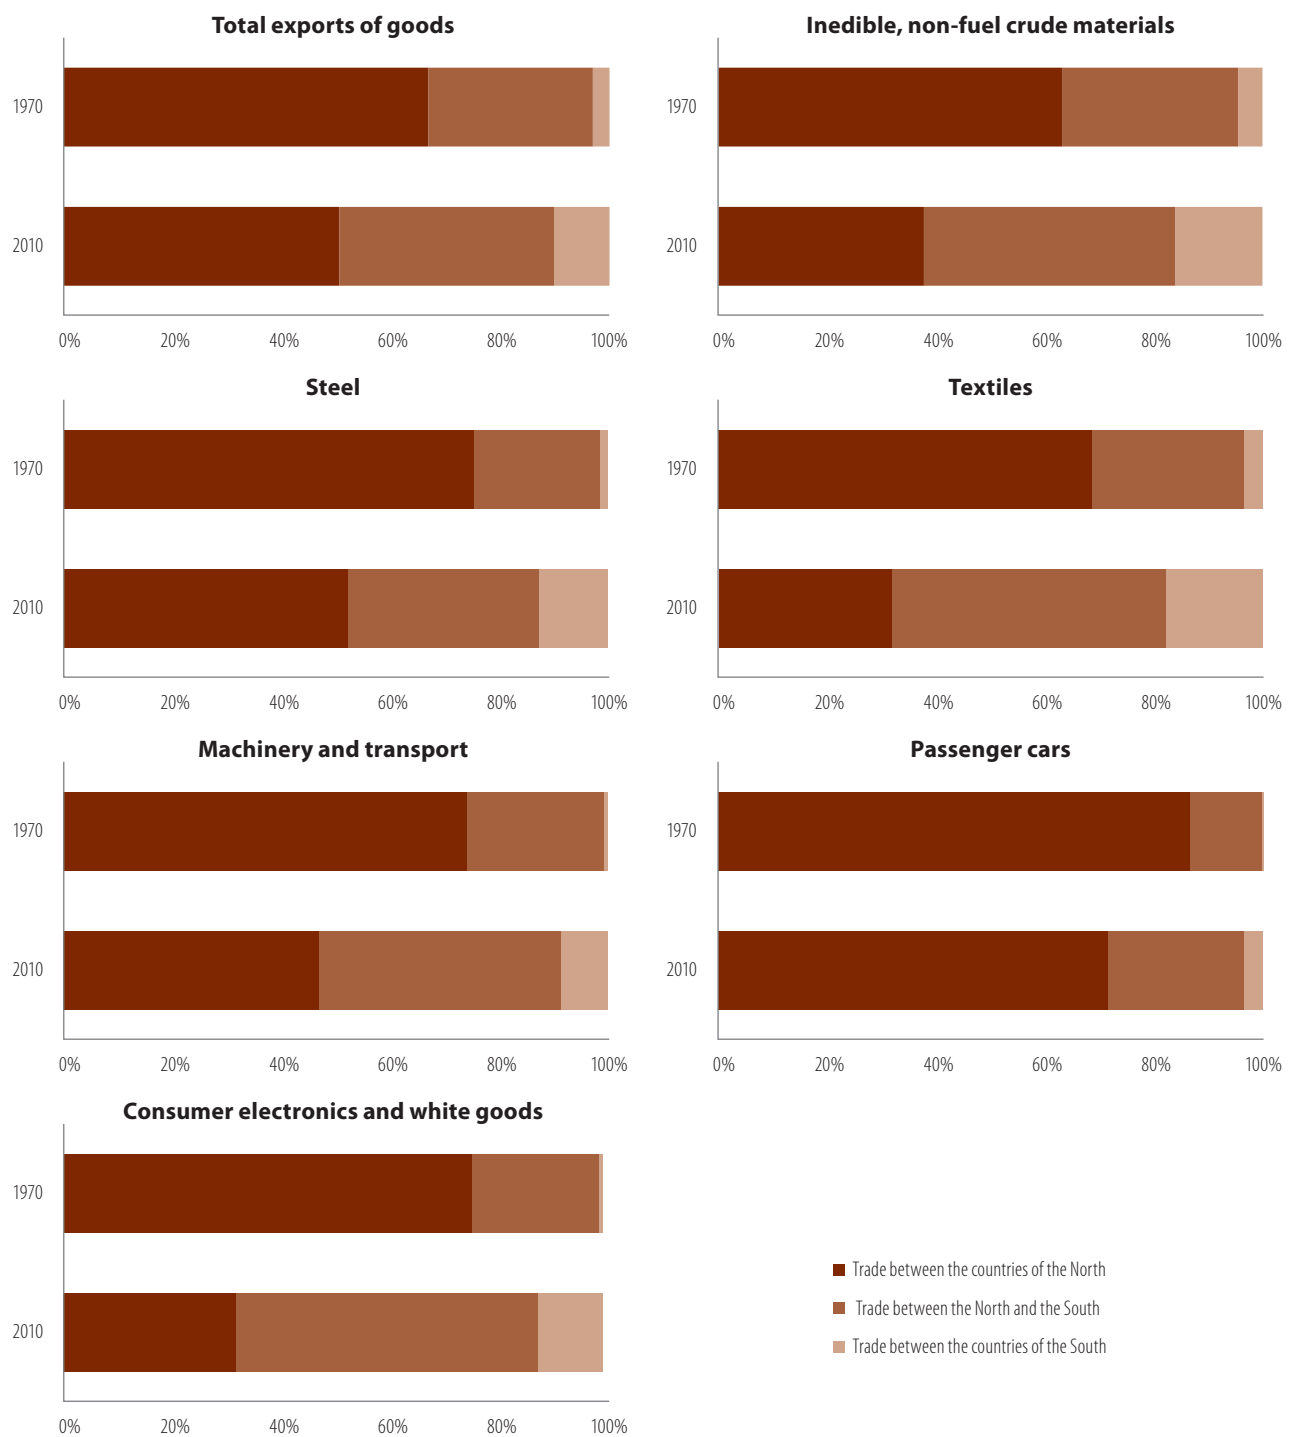 Total exports of goods
1970
2010
0% 20% 40% 60% 80% 100%
Inedible, non-fuel crude materials
1970
2010
0% 20% 40% 60% 80% 100%
Steel
1970
2010
0% 20% 40% 60% 80% 100%
Textiles
1970
2010
0% 20% 40% 60% 80% 100%
Machinery and transport
1970
2010
0% 20% 40% 60% 80% 100%
Passenger cars
1970
2010
0% 20% 40% 60% 80% 100%
Consumer electronics and white goods
1970
2010
0% 20% 40% 60% 80% 100%
Trade between the countries of the North
Trade between the North and the South
Trade between the countries of the South